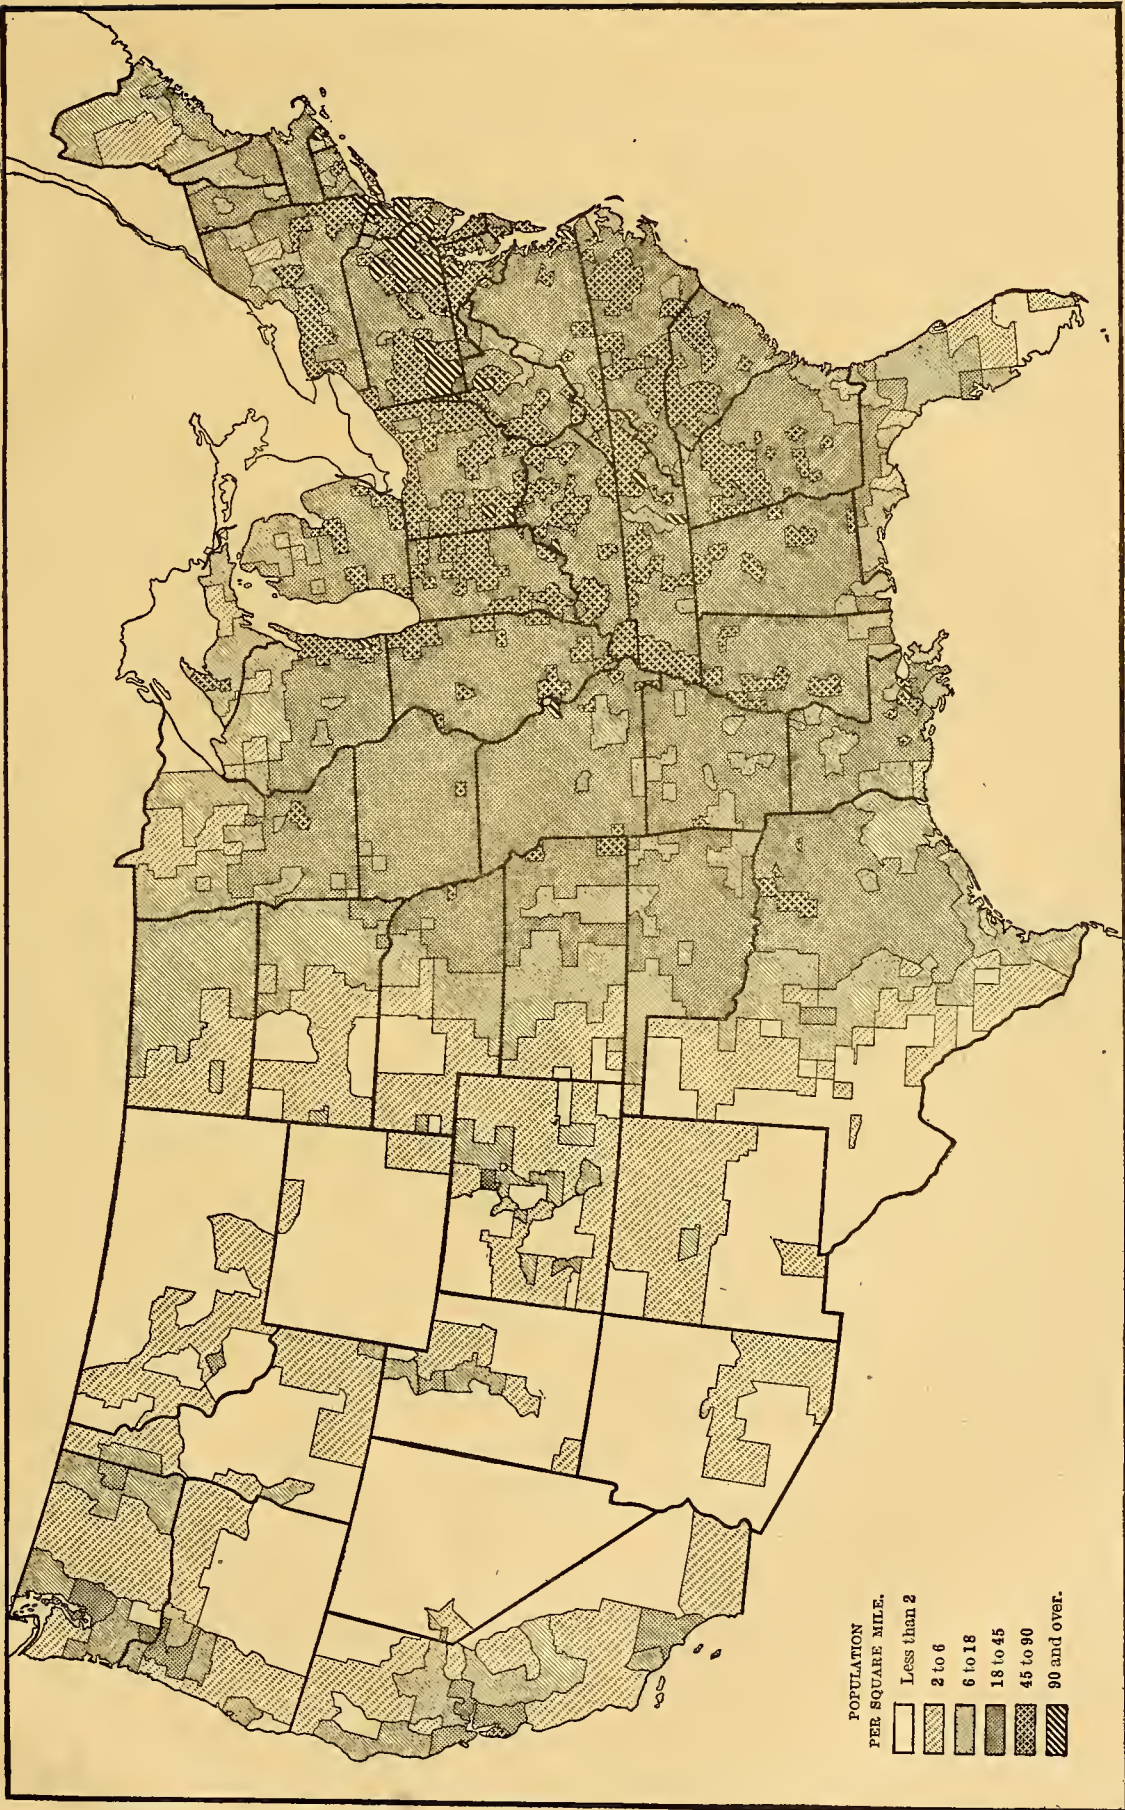 POPULATION
PER SQUARE MILE.
Less than 2
2 to 6
6 to 18
18 to 45
45 to 90
90 and over.